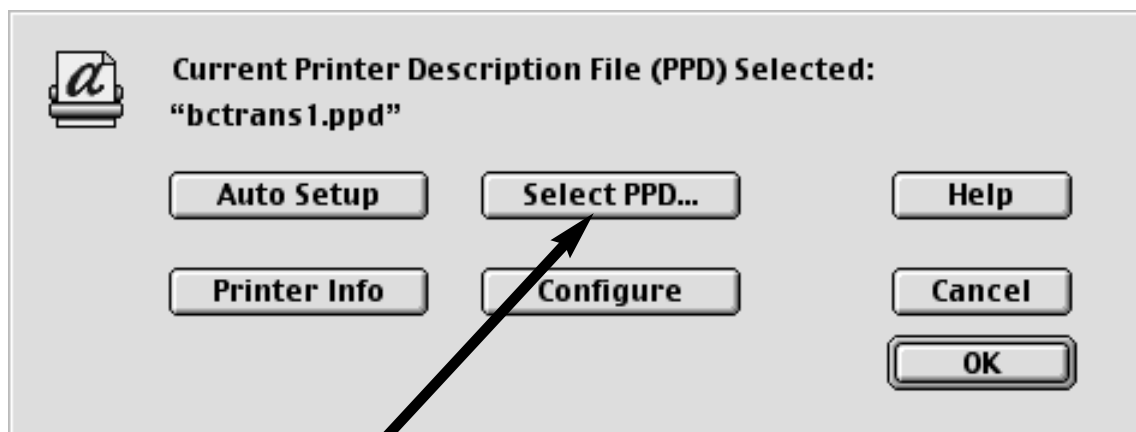 Current Printer Description File (PPD) Selected:
“bctrans1.ppd”
Auto Setup
Select PPD...
Help
Printer Info
Configure
Cancel
OK